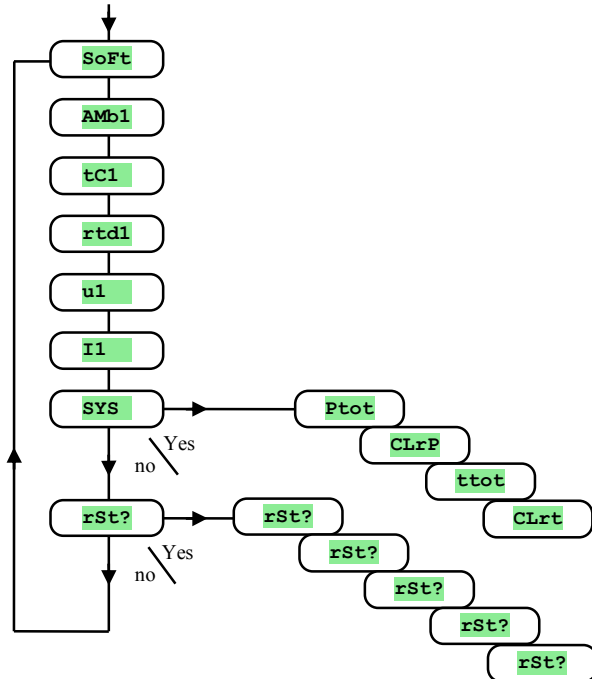 SoFt
AMb1
tC1
rtd1
u1
I1
SYS
Ptot
CLrP
ttot
CLrt
Yes
no
rSt?
rSt?
rSt?
rSt?
rSt?
rSt?
Yes
no